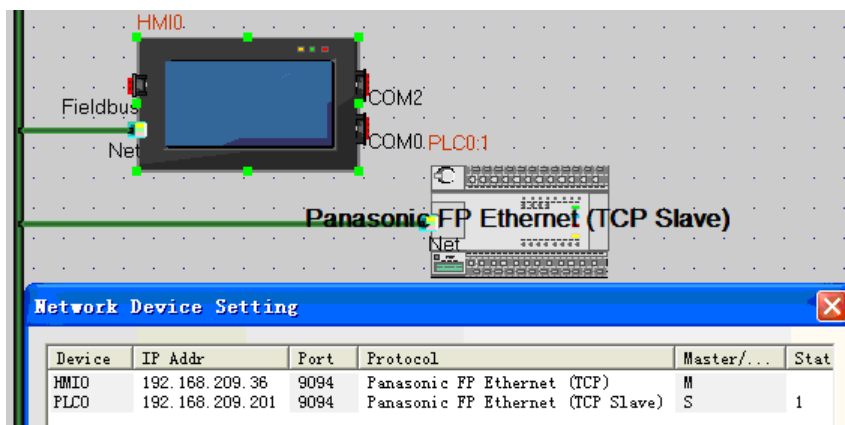 HMI0
COM2
Fieldbus
COM0
PLC0:1
Net
Panasonic FP Ethernet (TCP Slave)
Net
Network Device Setting
Device IP Addr Port Protocol Master/... Stat
HMI0 192.168.209.36 9094 Panasonic FP Ethernet (TCP) M
PLC0 192.168.209.201 9094 Panasonic FP Ethernet (TCP Slave) S 1